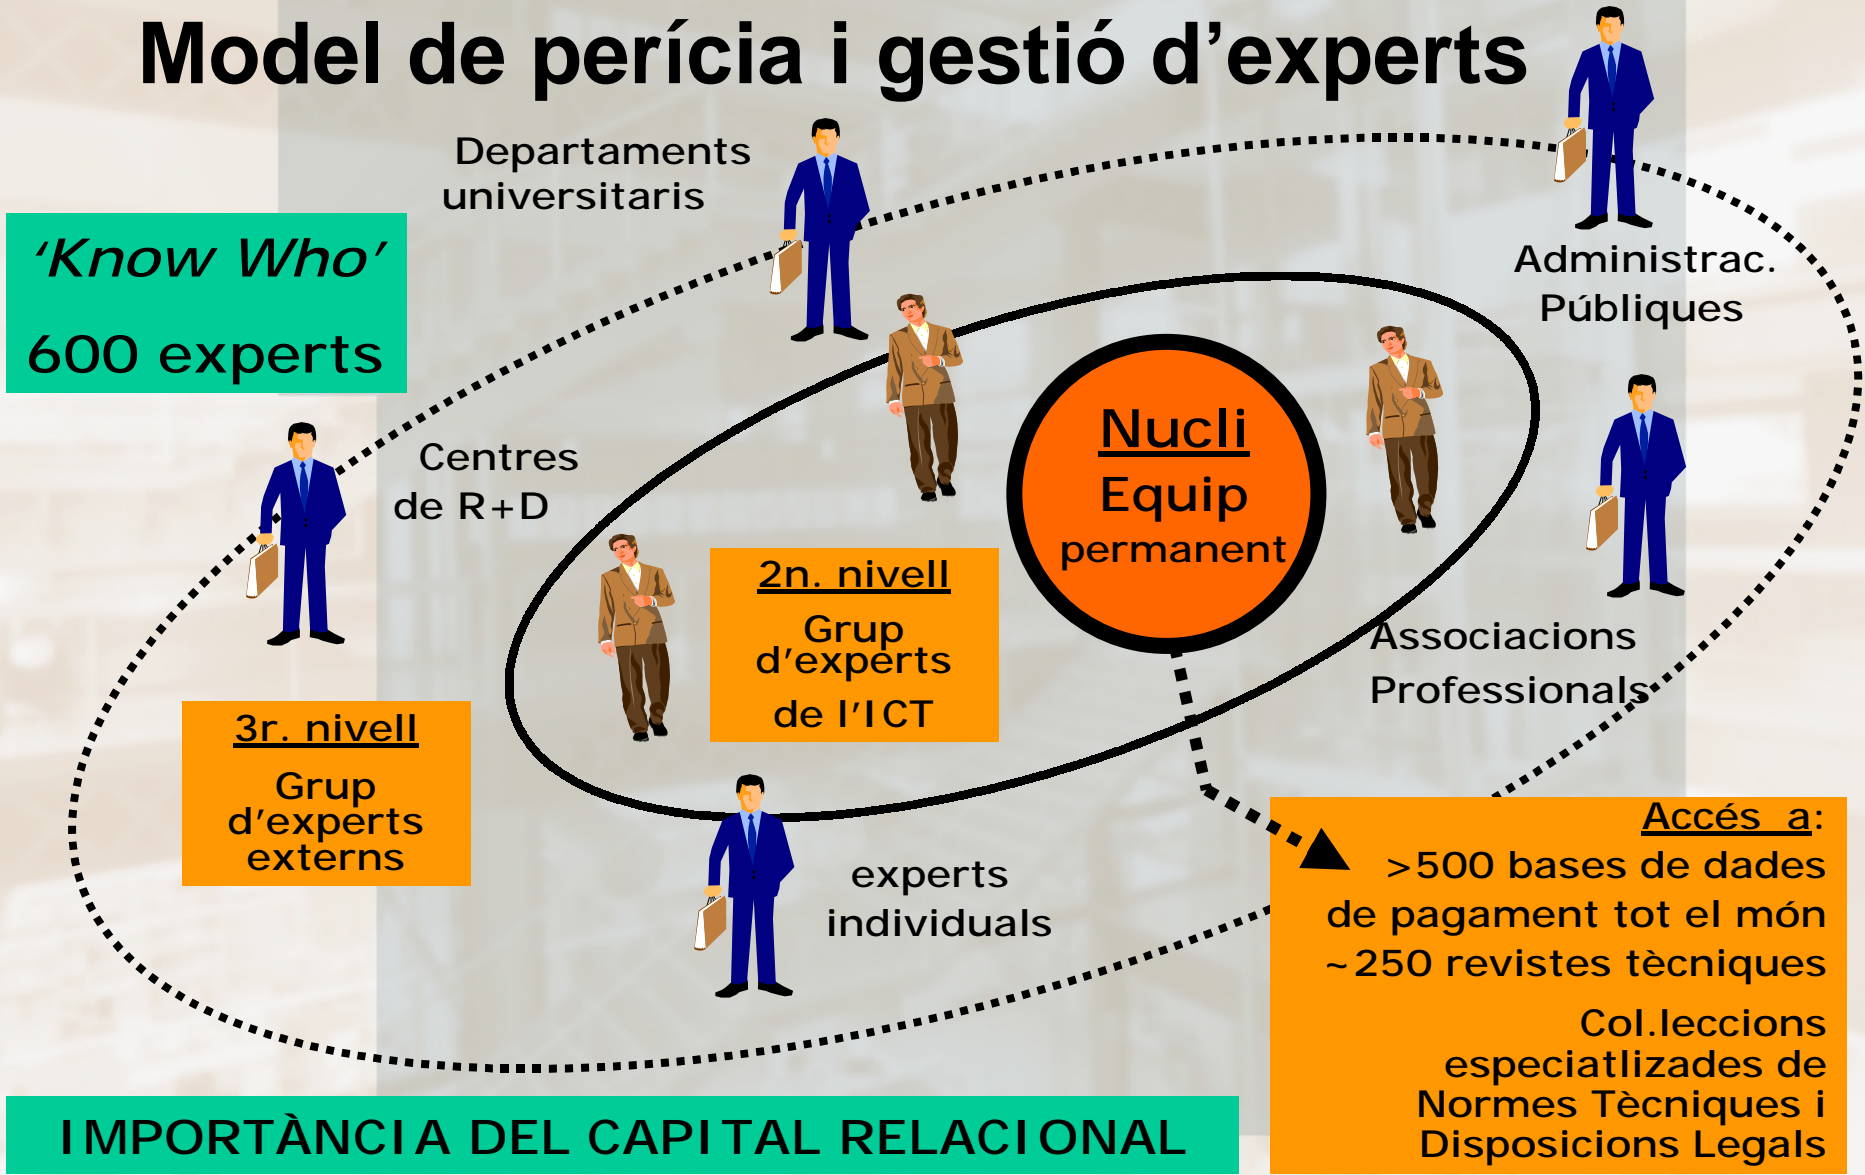 Model de perícia i gestió d’experts
Departaments
universitaris
‘Know Who’
600 experts
Administrac.
Públiques
Centres
de R+D
Nucli
Equip
permanent
2n. nivell
Grup
d’experts
de l’ICT
Associacions
Professionals
3r. nivell
Grup
d’experts
externs
experts
individuals
Accés a:
>500 bases de dades
de pagament tot el món
~250 revistes tècniques
Col.leccions
especiatlizades de
Normes Tècniques i
Disposicions Legals
IMPORTÀNCIA DEL CAPITAL RELACIONAL